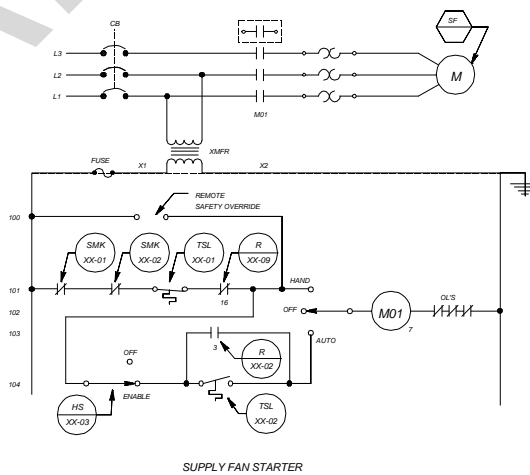 CB
SF
L3
L2
M
L1
M01
XMFR
FUSE
X1
X2
REMOTE
SAFETY OVERRIDE
100
SMK
XX-01
SMK
XX-02
TSL
XX-01
R
XX-09
HAND
101
16
102
OFF
M01
7
OL'S
103
OFF
3
R
XX-02
AUTO
104
ENABLE
HS
XX-03
TSL
XX-02
SUPPLY FAN STARTER